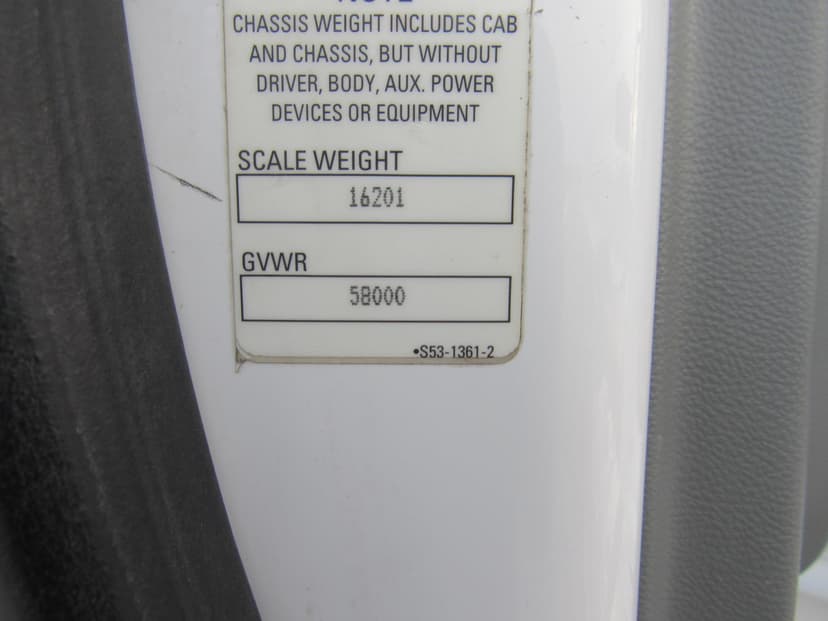 NOTE
CHASSIS WEIGHT INCLUDES CAB
AND CHASSIS, BUT WITHOUT
DRIVER, BODY, AUX. POWER
DEVICES OR EQUIPMENT
SCALE WEIGHT
16201
GVWR
58000
•S53-1361-2